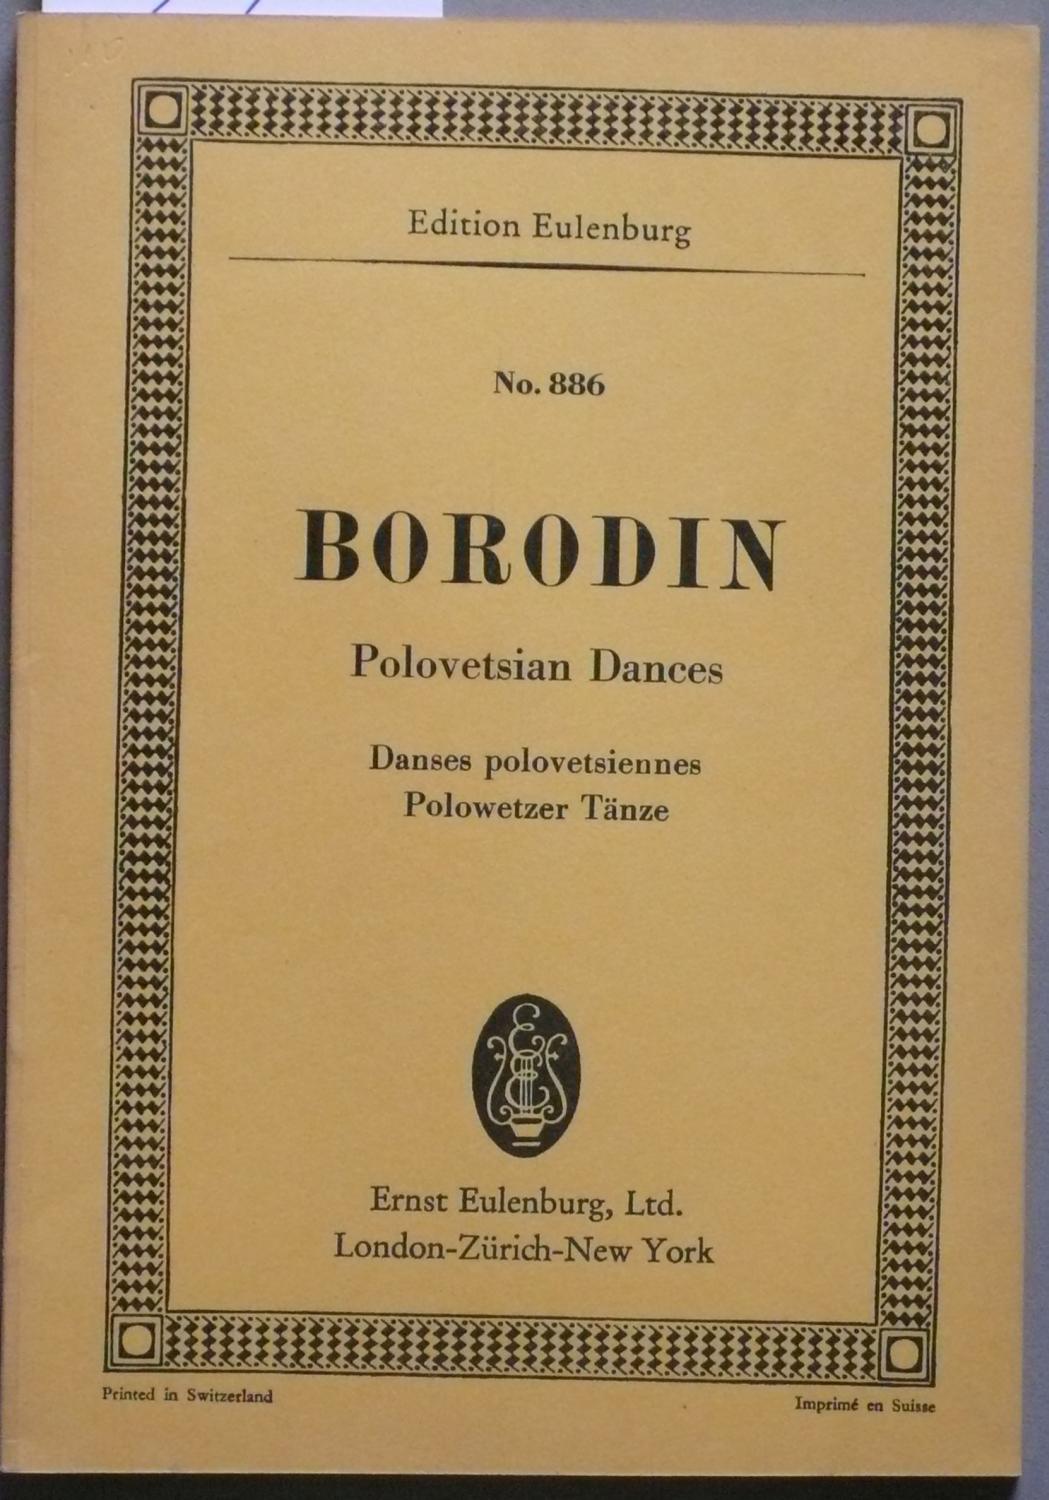 Edition Eulenburg
No. 886
BORODIN
Polovetsian Dances
Danses polovetsiennes
Polowetzer Tänze
Ernst Eulenburg, Ltd.
London-Zürich-New York
Printed in Switzerland
Imprimé en Suisse